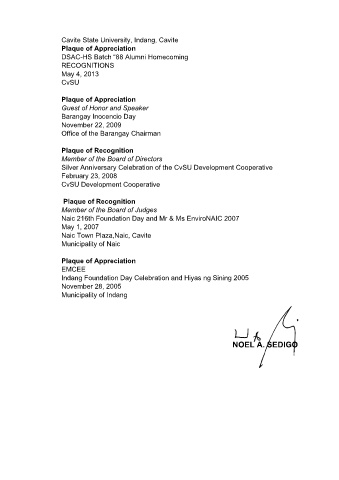 Cavite State University, Indang, Cavite
Plaque of Appreciation
DSAC-HS Batch "68 Alumni Homecoming
RECOGNITIONS
May 4, 2013
CvSU
Plaque of Appreciation
Guest of Honor and Speaker
Barangay Inocencio Day
November 22, 2009
Office of the Barangay Chairman
Plaque of Recognition
Member of the Board of Directors
Silver Anniversary Celebration of the CvSU Development Cooperative
February 23, 2008
CvSU Development Cooperative
Plaque of Recognition
Member of the Board of Judges
Naic 216th Foundation Day and Mr & Ms EnviroNAIC 2007
May 1, 2007
Naic Town Plaza,Naic, Cavite
Municipality of Naic
Plaque of Appreciation
EMCEE
Indang Foundation Day Celebration and Hiyas ng Sining 2005
November 28, 2005
Municipality of Indang
NOEL A. SEDIGO